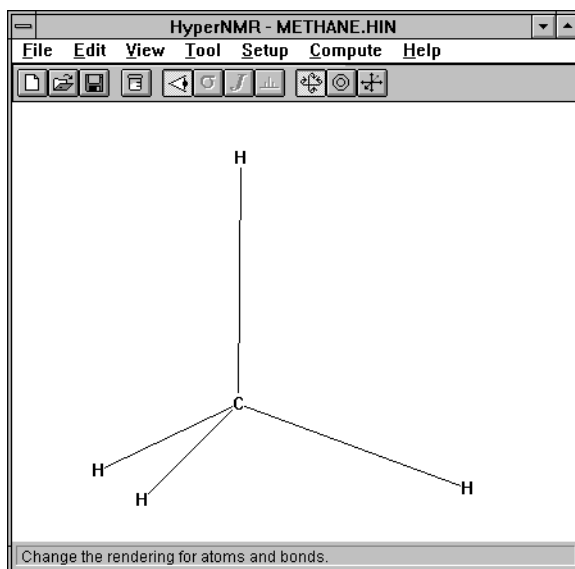 HyperNMR - METHANE.HIN
File Edit View Tool Setup Compute Help
σ J
H
C
H
H
H
Change the rendering for atoms and bonds.